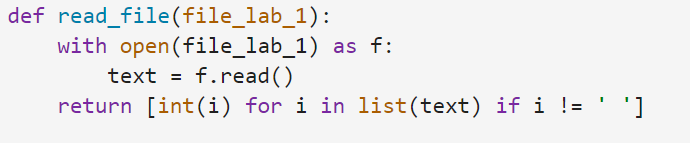 def read_file(file_lab_1):
    with open(file_lab_1) as f:
        text = f.read()
    return [int(i) for i in list(text) if i != ' ']